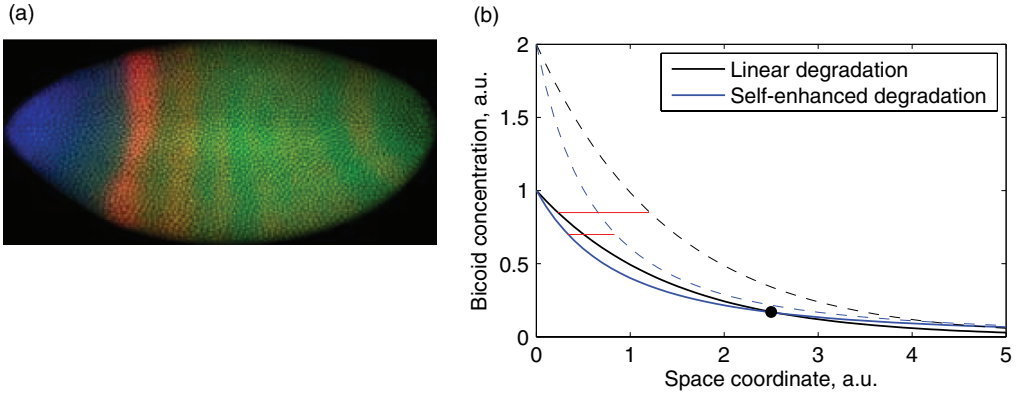 (a)
(b)
Bicoid concentration, a.u.
2
1.5
1
0.5
0
Linear degradation
Self-enhanced degradation
0 1 2 3 4 5
Space coordinate, a.u.